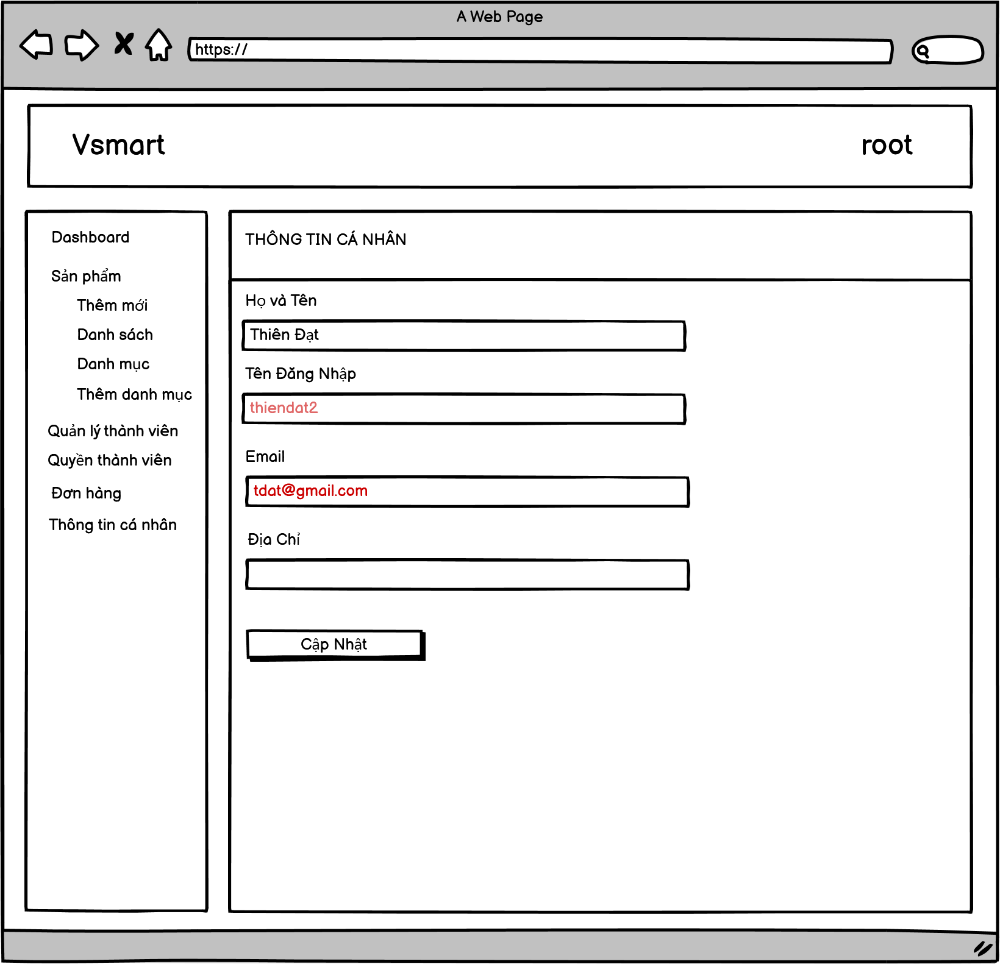 A Web Page
https://
Vsmart
root
Dashboard
Sản phẩm
Thêm mới
Danh sách
Danh mục
Thêm danh mục
Quản lý thành viên
Quyền thành viên
Đơn hàng
Thông tin cá nhân
THÔNG TIN CÁ NHÂN
Họ và Tên
Thiên Đạt
Tên Đăng Nhập
thiendat2
Email
tdat@gmail.com
Địa Chỉ
Cập Nhật